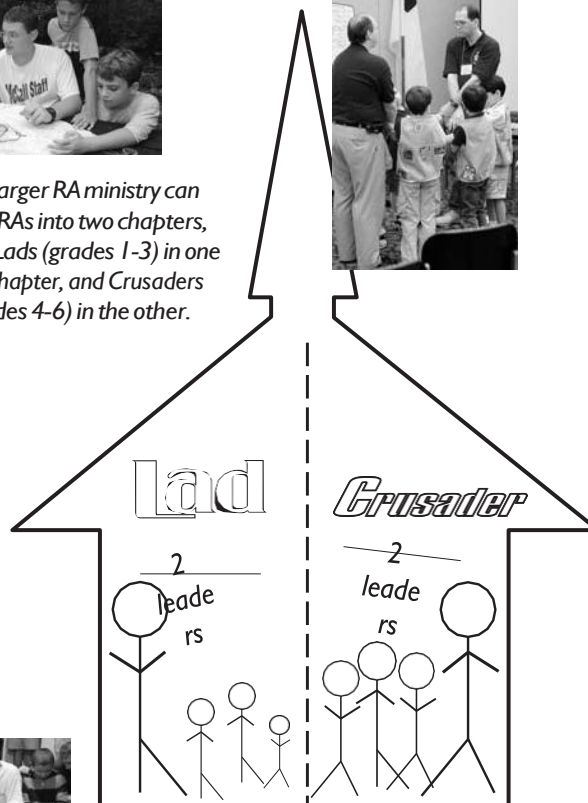 McCall Staff
arger RA ministry can
RAs into two chapters,
Lads (grades 1-3) in one
hapter, and Crusaders
des 4-6) in the other.
Lad
Crusader
2
leade
rs
2
leade
rs